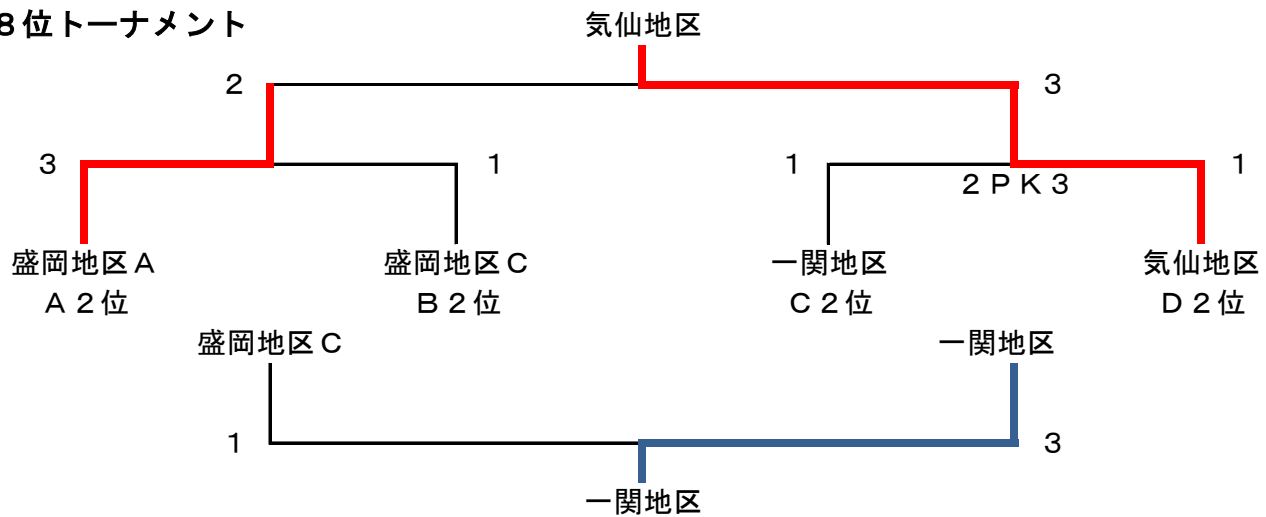 8位トーナメント
気仙地区
２ ３
３ １ １ １
２ＰＫ３
盛岡地区Ａ 盛岡地区Ｃ 一関地区 気仙地区
Ａ２位 Ｂ２位 Ｃ２位 Ｄ２位
盛岡地区Ｃ 一関地区
１ ３
一関地区